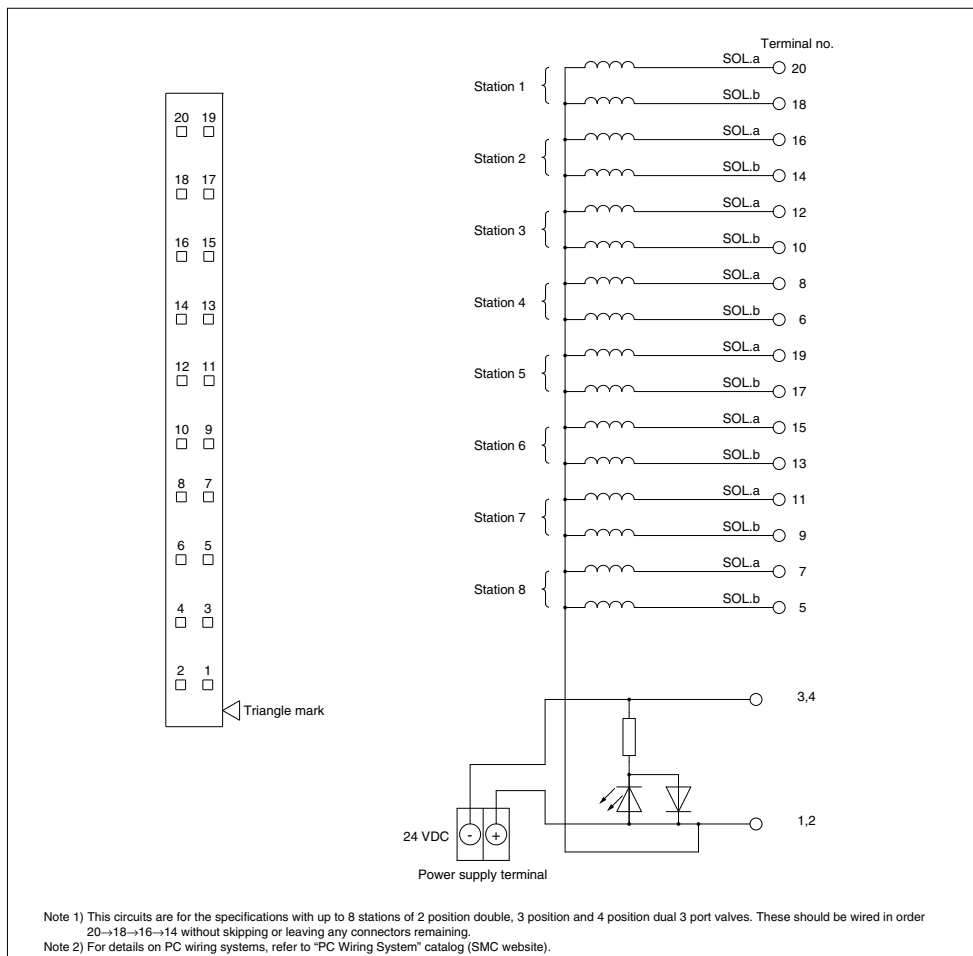 Terminal no.
Station 1
SOL.a 20
SOL.b 18
Station 2
SOL.a 16
SOL.b 14
Station 3
SOL.a 12
SOL.b 10
Station 4
SOL.a 8
SOL.b 6
Station 5
SOL.a 19
SOL.b 17
Station 6
SOL.a 15
SOL.b 13
Station 7
SOL.a 11
SOL.b 9
Station 8
SOL.a 7
SOL.b 5
20 19
18 17
16 15
14 13
12 11
10 9
8 7
6 5
4 3
2 1
Triangle mark
3,4
1,2
24 VDC - +
Power supply terminal
Note 1) This circuits are for the specifications with up to 8 stations of 2 position double, 3 position and 4 position dual 3 port valves. These should be wired in order
20→18→16→14 without skipping or leaving any connectors remaining.
Note 2) For details on PC wiring systems, refer to “PC Wiring System” catalog (SMC website).